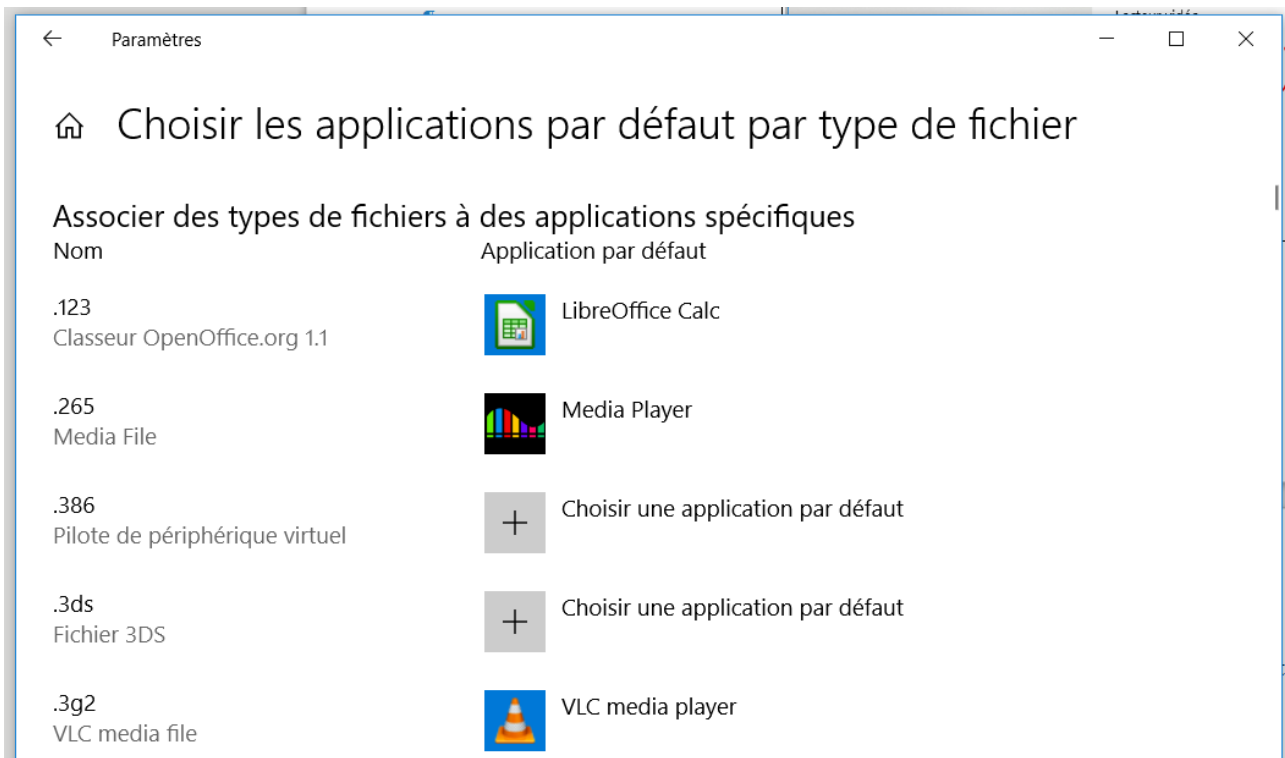 Paramètres
Choisir les applications par défaut par type de fichier
Associer des types de fichiers à des applications spécifiques
Nom Application par défaut
.123 LibreOffice Calc
Classeur OpenOffice.org 1.1
.265 Media Player
Media File
.386 Choisir une application par défaut
Pilote de périphérique virtuel
.3ds Choisir une application par défaut
Fichier 3DS
.3g2 VLC media player
VLC media file